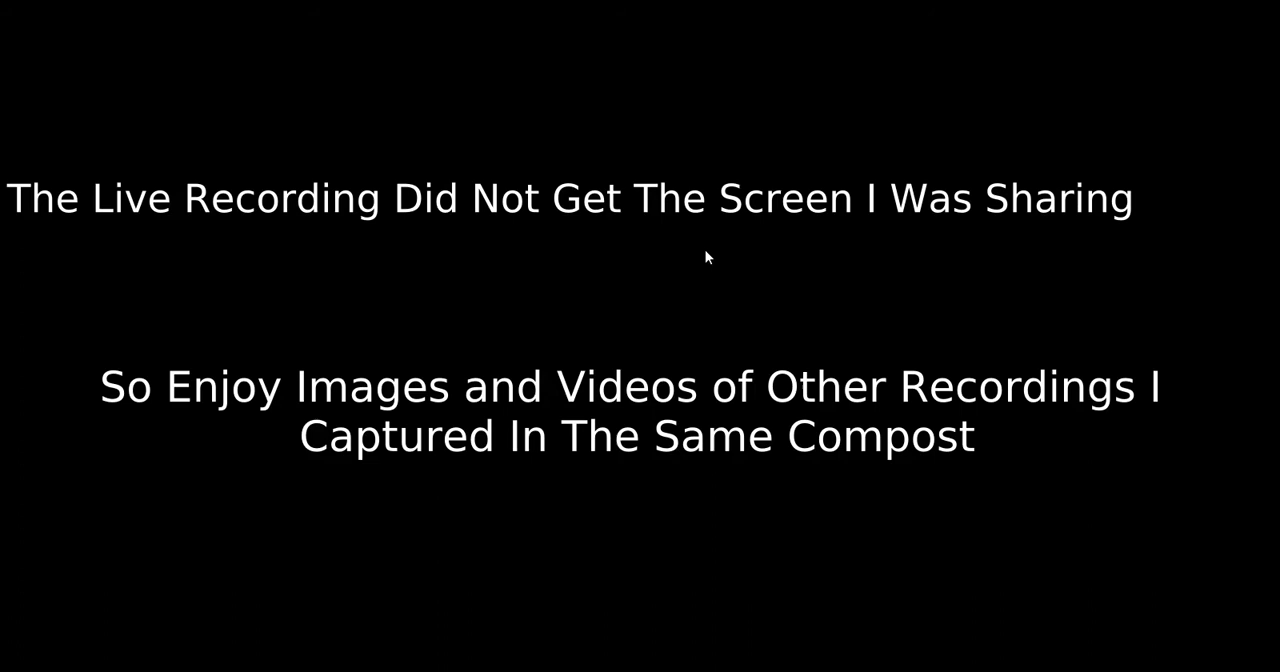 The Live Recording Did Not Get The Screen I Was Sharing
So Enjoy Images and Videos of Other Recordings I
Captured In The Same Compost